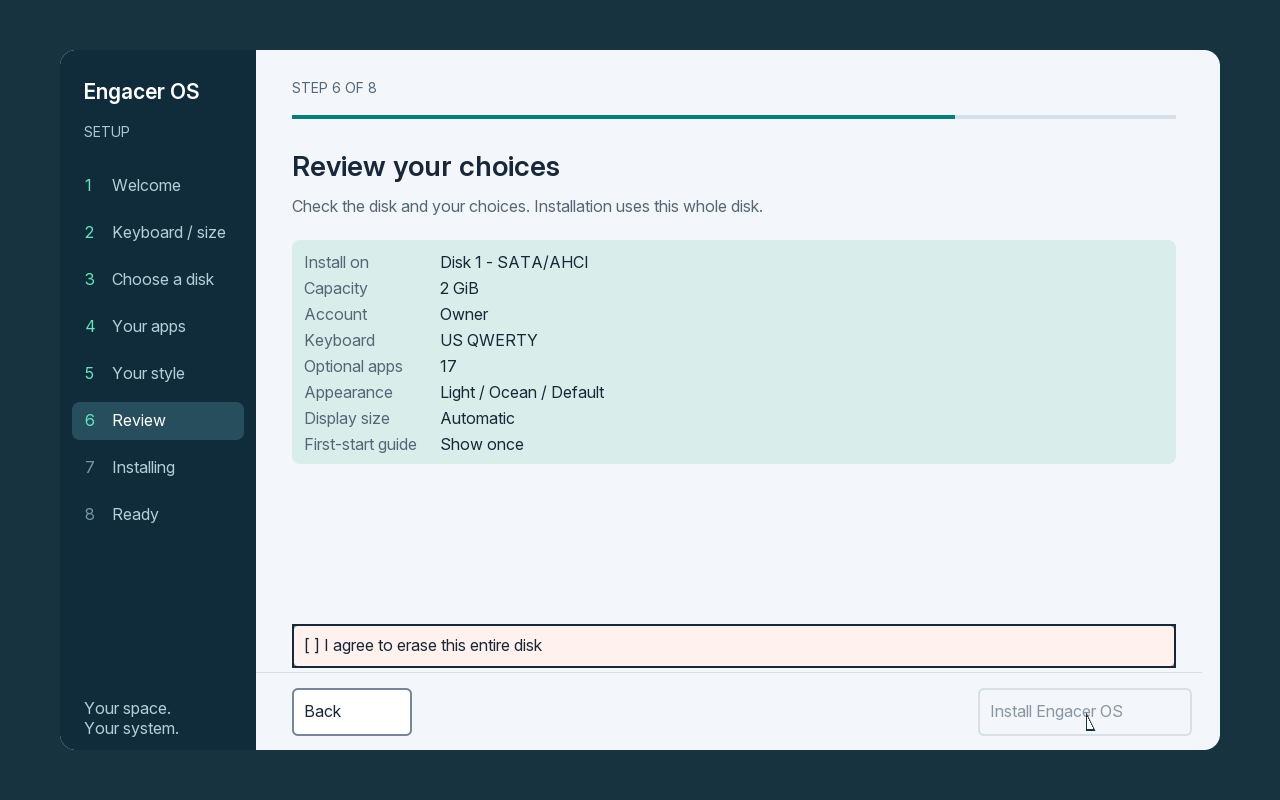 Engacer OS
SETUP
1 Welcome
2 Keyboard / size
3 Choose a disk
4 Your apps
5 Your style
6 Review
7 Installing
8 Ready
Your space.
Your system.
STEP 6 OF 8
Review your choices
Check the disk and your choices. Installation uses this whole disk.
Install on Disk 1 - SATA/AHCI
Capacity 2 GiB
Account Owner
Keyboard US QWERTY
Optional apps 17
Appearance Light / Ocean / Default
Display size Automatic
First-start guide Show once
[ ] I agree to erase this entire disk
Back
Install Engacer OS